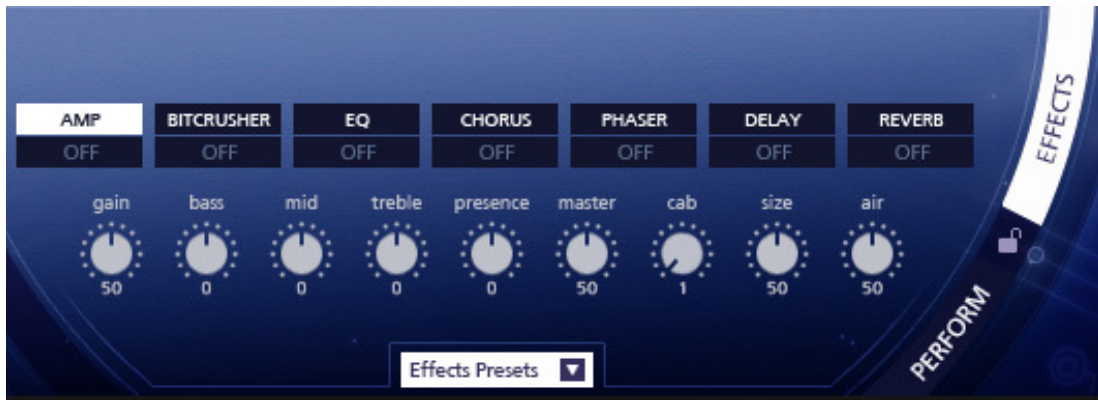 AMP BITCRUSHER EQ CHORUS PHASER DELAY REVERB
OFF OFF OFF OFF OFF OFF OFF
gain bass mid treble presence master cab size air
50 0 0 0 0 50 1 50 50
Effects Presets
EFFECTS
PERFORM